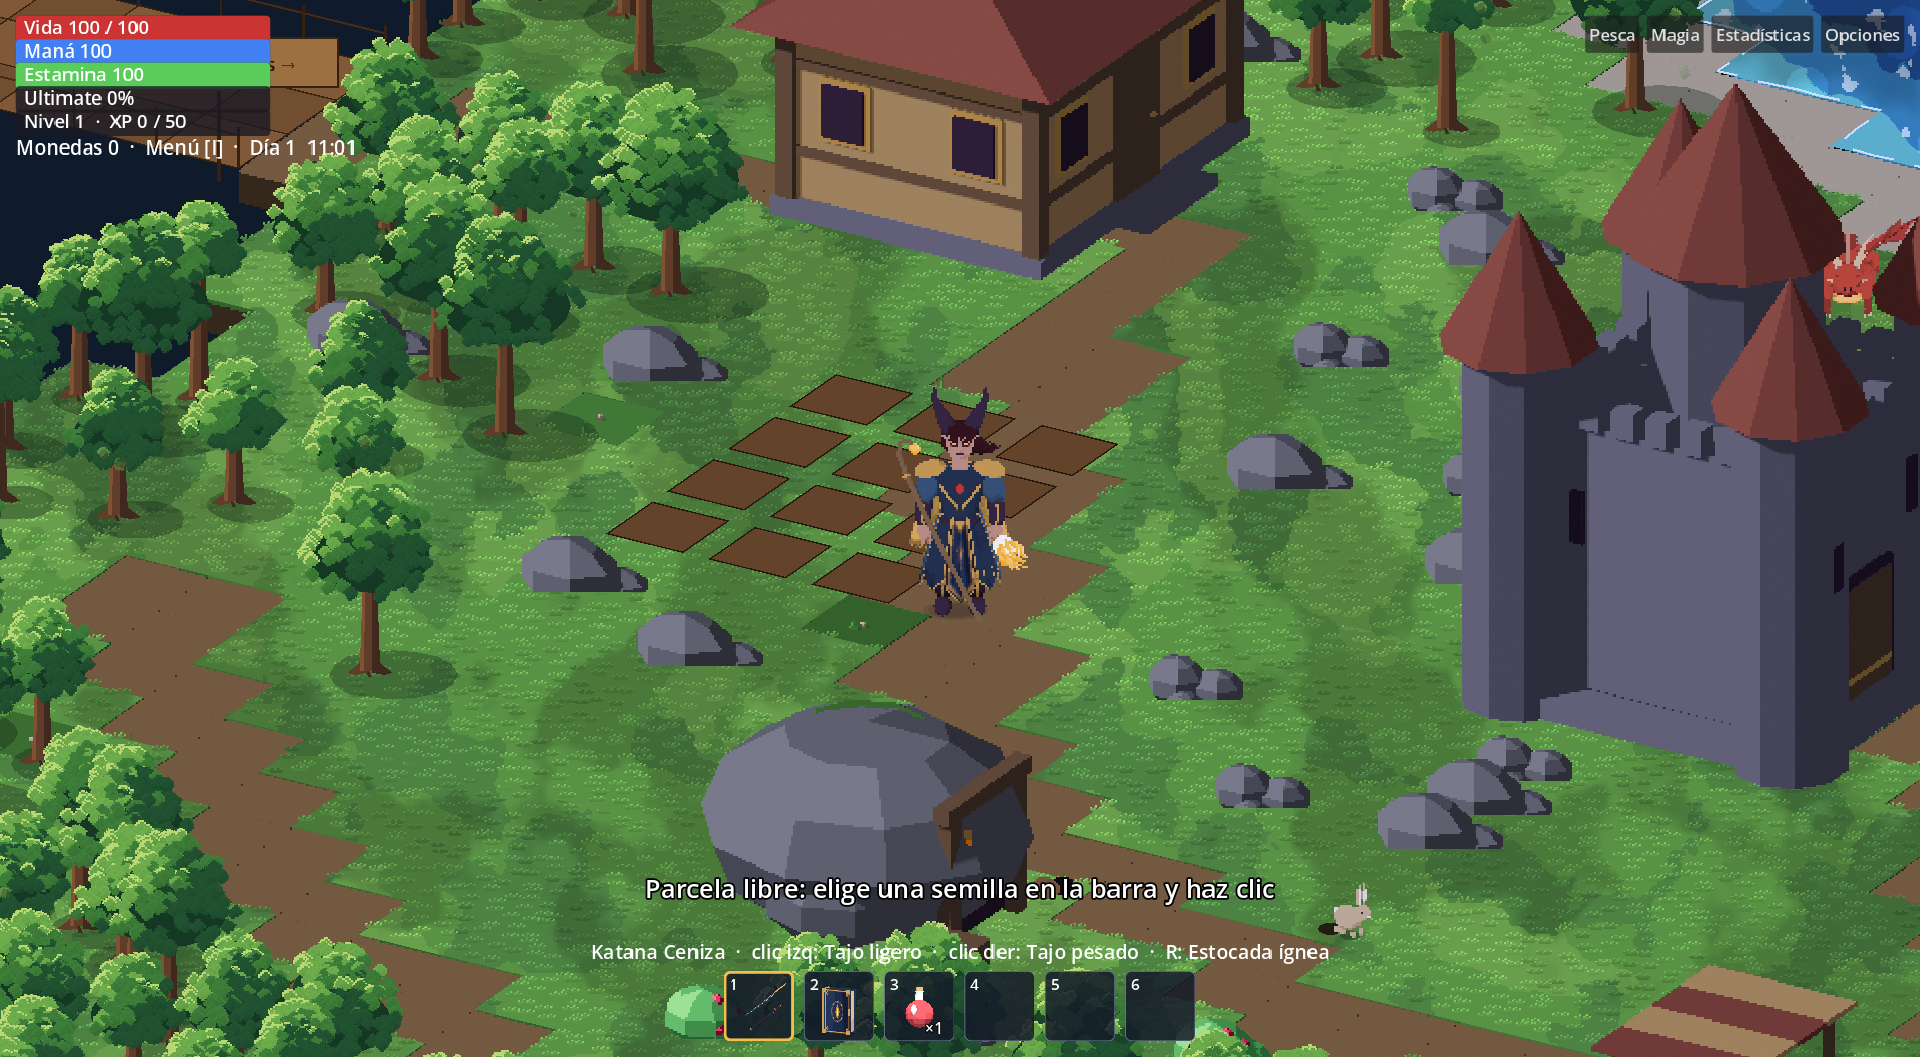 Vida 100 / 100
Maná 100
Estamina 100
Ultimate 0%
Nivel 1 · XP 0 / 50
Monedas 0 · Menú [I] · Día 1 11:01
Pesca Magia Estadísticas Opciones
Parcela libre: elige una semilla en la barra y haz clic
Katana Ceniza · clic izq: Tajo ligero · clic der: Tajo pesado · R: Estocada ígnea
1 2 3 4 5 6
×1